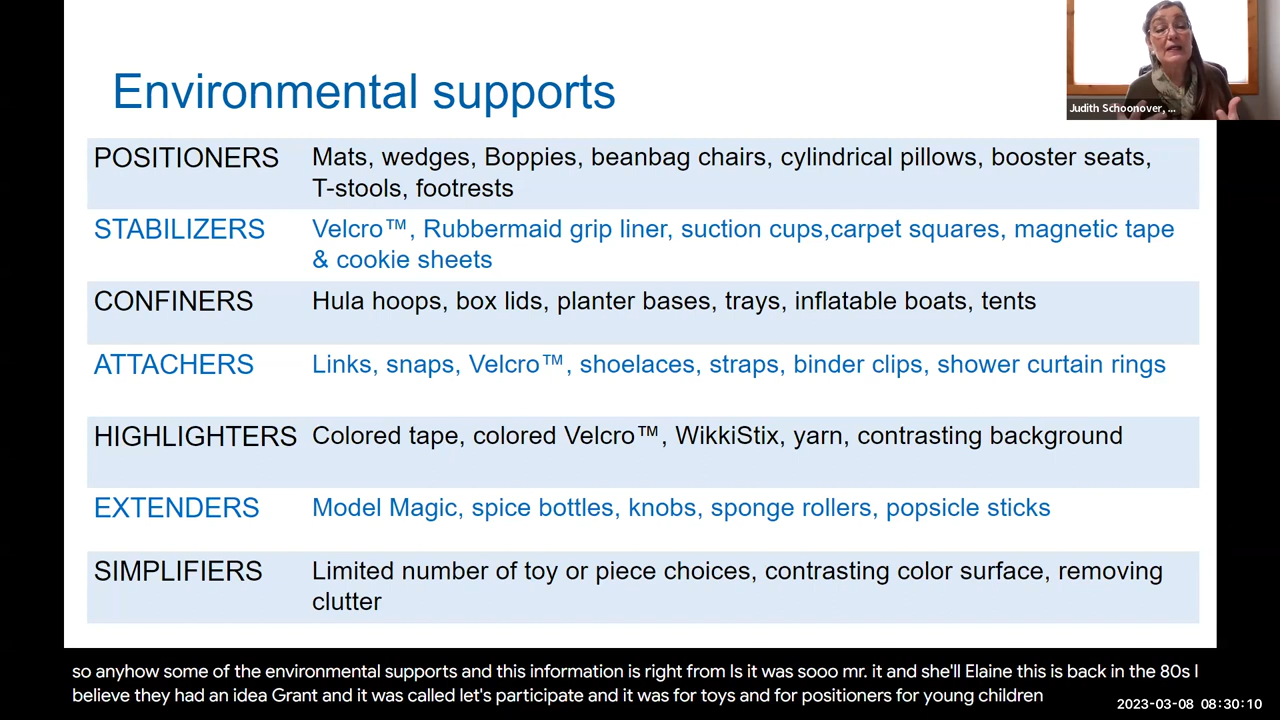 Environmental supports
Judith Schoonover, ...
POSITIONERS Mats, wedges, Boppies, beanbag chairs, cylindrical pillows, booster seats,
T-stools, footrests
STABILIZERS Velcro™, Rubbermaid grip liner, suction cups,carpet squares, magnetic tape
& cookie sheets
CONFINERS Hula hoops, box lids, planter bases, trays, inflatable boats, tents
ATTACHERS Links, snaps, Velcro™, shoelaces, straps, binder clips, shower curtain rings
HIGHLIGHTERS Colored tape, colored Velcro™, WikkiStix, yarn, contrasting background
EXTENDERS Model Magic, spice bottles, knobs, sponge rollers, popsicle sticks
SIMPLIFIERS Limited number of toy or piece choices, contrasting color surface, removing
clutter
so anyhow some of the environmental supports and this information is right from Is it was sooo mr. it and she'll Elaine this is back in the 80s I
believe they had an idea Grant and it was called let's participate and it was for toys and for positioners for young children
2023-03-08 08:30:10